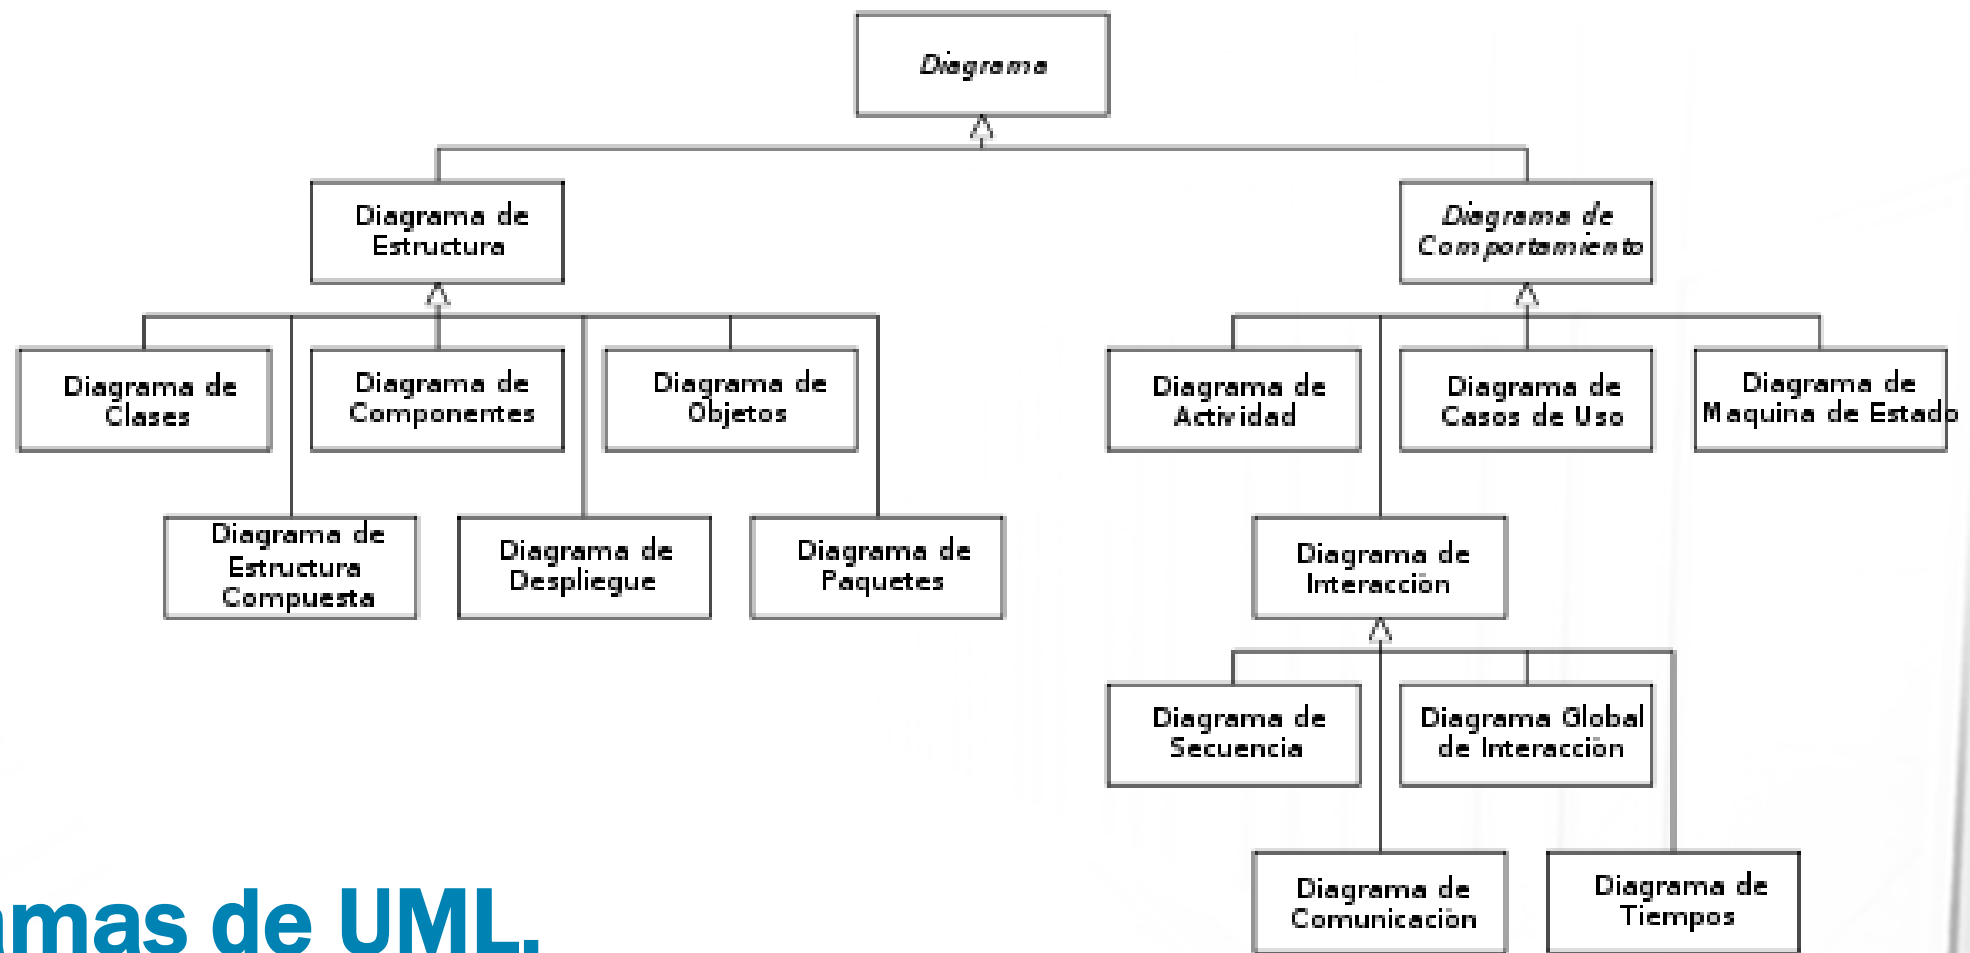 Diagrama
Diagrama de
Estructura
Diagrama de
Comportamiento
Diagrama de
Clases
Diagrama de
Componentes
Diagrama de
Objetos
Diagrama de
Actividad
Diagrama de
Casos de Uso
Diagrama de
Maquina de Estado
Diagrama de
Estructura
Compuesta
Diagrama de
Despliegue
Diagrama de
Paquetes
Diagrama de
Interacción
Diagrama de
Secuencia
Diagrama Global
de Interacción
Diagrama de
Comunicación
Diagrama de
Tiempos
amas de UML.